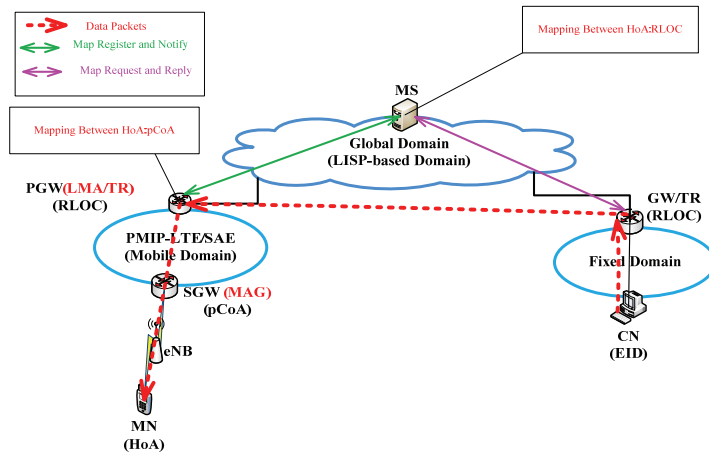 Data Packets
Map Register and Notify
Map Request and Reply
Mapping Between HoA:RLOC
Mapping Between HoA:pCoA
MS
Global Domain
(LISP-based Domain)
PGW(LMA/TR)
(RLOC)
GW/TR
(RLOC)
PMIP-LTE/SAE
(Mobile Domain)
Fixed Domain
SGW (MAG)
(pCoA)
CN
(EID)
eNB
MN
(HoA)